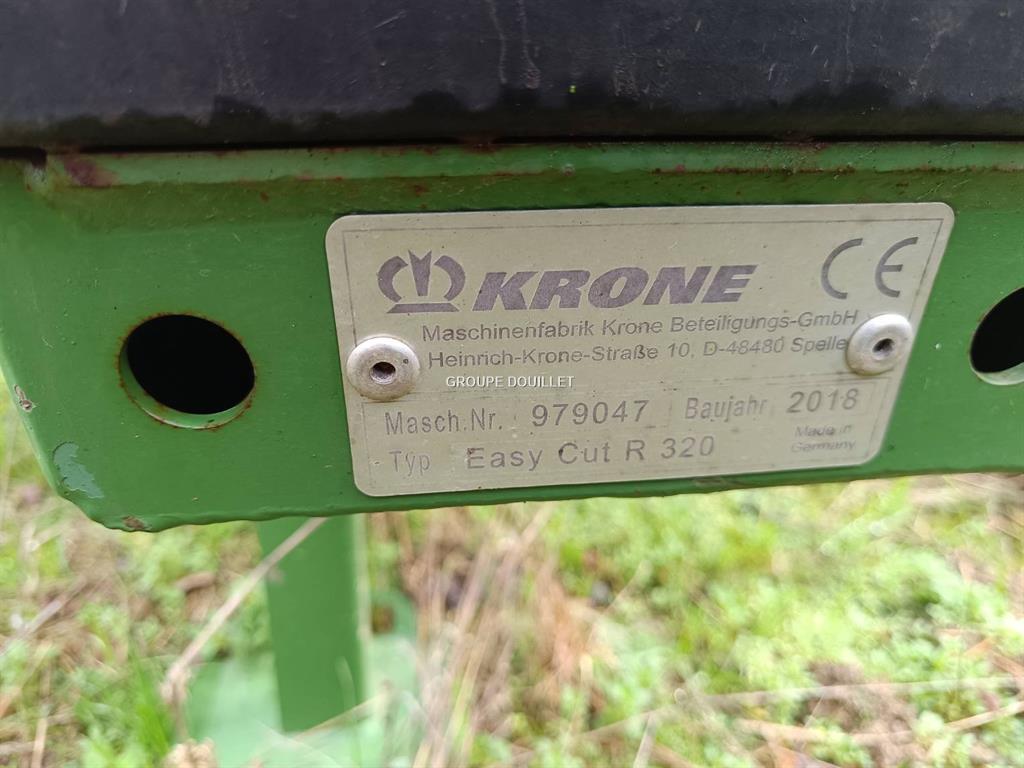 KRONE CE
Maschinenfabrik Krone Beteiligungs-GmbH
Heinrich-Krone-Straße 10, D-48480 Spelle
GROUPE DOUILLET
Masch.Nr. 979047 Baujahr 2018
Typ Easy Cut R 320
Made in
Germany